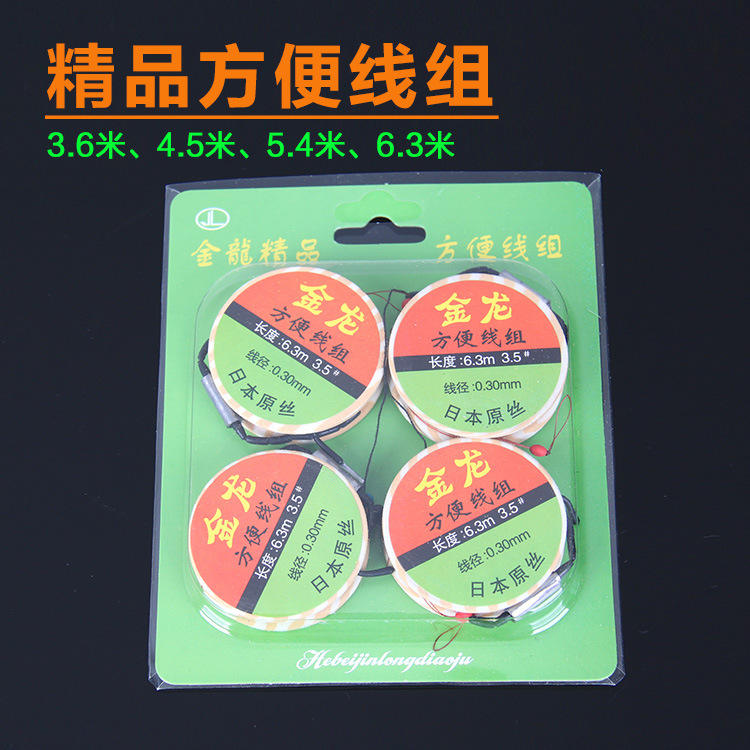 精品方便线组
3.6米、4.5米、5.4米、6.3米
JL
金龍精品 方便线组
金龙
方便线组
长度:6.3m 3.5#
线径:0.30mm
日本原丝
金龙
方便线组
长度:6.3m 3.5#
线径:0.30mm
日本原丝
金龙
方便线组
长度:6.3m 3.5#
线径:0.30mm
日本原丝
金龙
方便线组
长度:6.3m 3.5#
线径:0.30mm
日本原丝
Hebeijinlongdiaoju